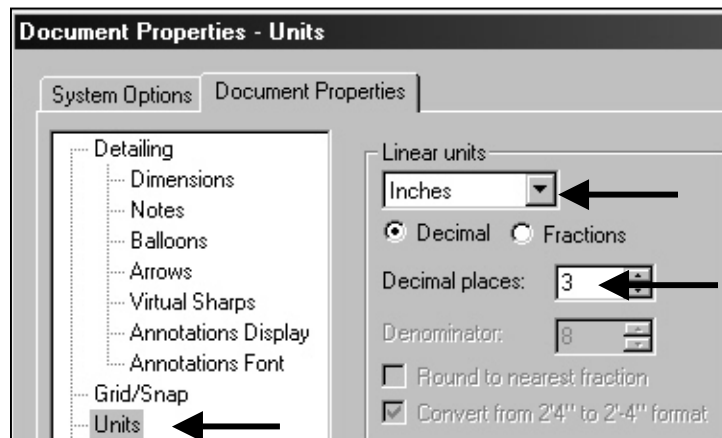 Document Properties - Units
System Options
Document Properties
Detailing
Dimensions
Notes
Balloons
Arrows
Virtual Sharps
Annotations Display
Annotations Font
Grid/Snap
Units
Linear units
Inches
Decimal
Fractions
Decimal places: 3
Denominator: 8
Round to nearest fraction
Convert from 2'4" to 2'-4" format